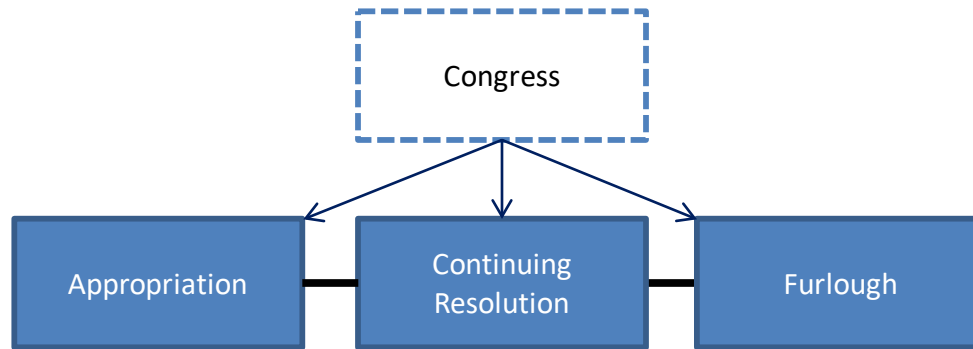 Congress
Appropriation
Continuing
Resolution
Furlough